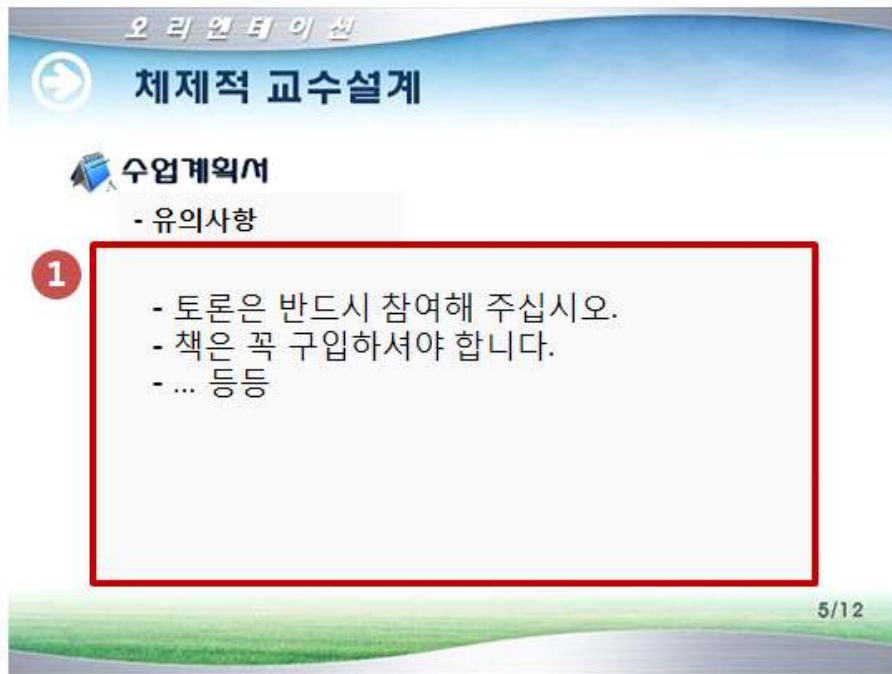 오리엔테이션
체제적 교수설계
수업계획서
- 유의사항
1
- 토론은 반드시 참여해 주십시오.
- 책은 꼭 구입하셔야 합니다.
- ... 등등
5/12